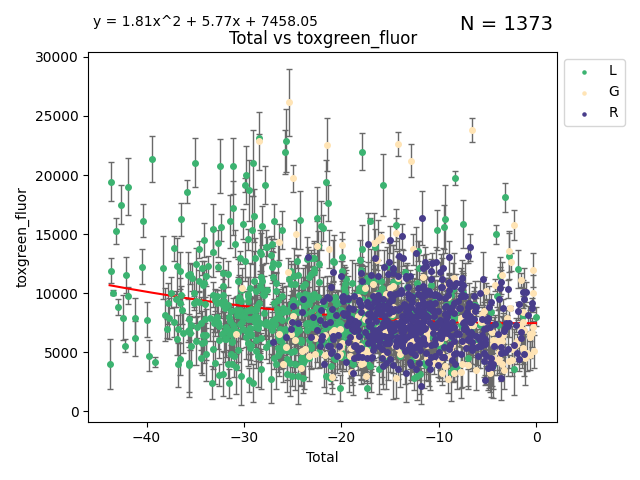 y = 1.81x^2 + 5.77x + 7458.05
N = 1373
Total vs toxgreen_fluor
30000
25000
20000
15000
10000
5000
0
toxgreen_fluor
−40
−30
−20
−10
0
Total
L
G
R